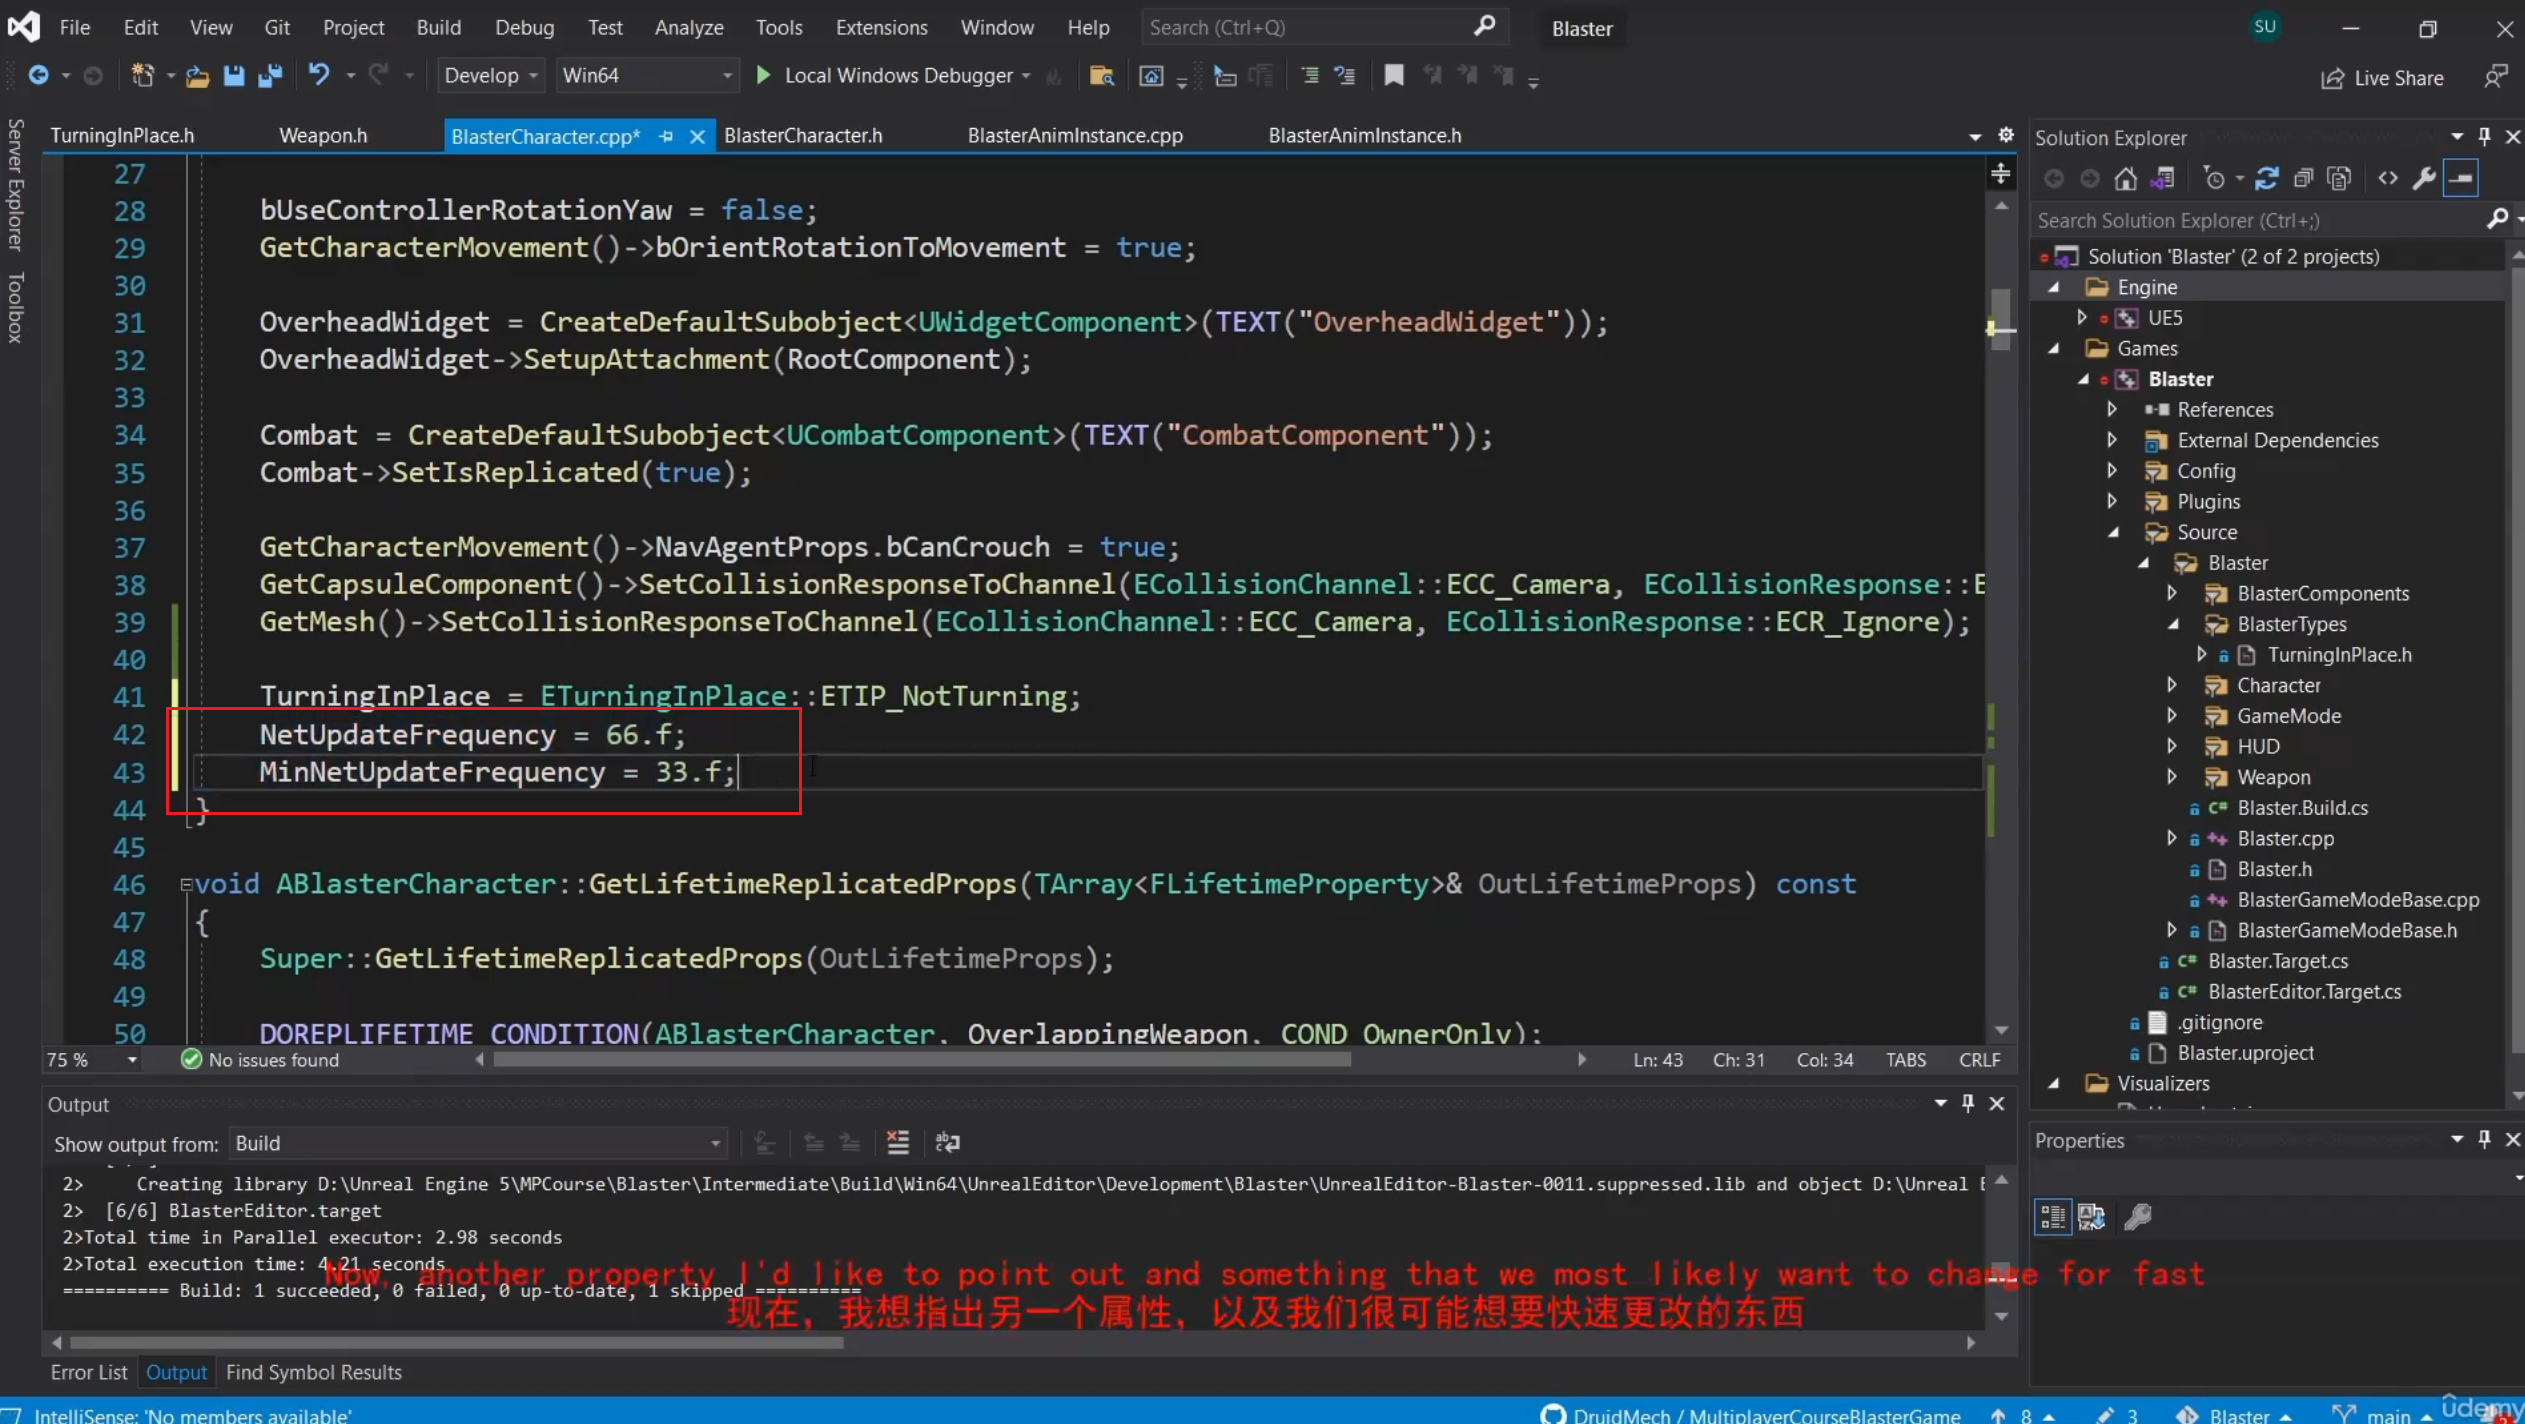 File Edit View Git Project Build Debug Test Analyze Tools Extensions Window Help Search (Ctrl+Q) Blaster SU
Develop Win64 Local Windows Debugger Live Share
Server Explorer
Toolbox
TurningInPlace.h Weapon.h BlasterCharacter.cpp* BlasterCharacter.h BlasterAnimInstance.cpp BlasterAnimInstance.h
27
28 bUseControllerRotationYaw = false;
29 GetCharacterMovement()->bOrientRotationToMovement = true;
30
31 OverheadWidget = CreateDefaultSubobject<UWidgetComponent>(TEXT("OverheadWidget"));
32 OverheadWidget->SetupAttachment(RootComponent);
33
34 Combat = CreateDefaultSubobject<UCombatComponent>(TEXT("CombatComponent"));
35 Combat->SetIsReplicated(true);
36
37 GetCharacterMovement()->NavAgentProps.bCanCrouch = true;
38 GetCapsuleComponent()->SetCollisionResponseToChannel(ECollisionChannel::ECC_Camera, ECollisionResponse::E
39 GetMesh()->SetCollisionResponseToChannel(ECollisionChannel::ECC_Camera, ECollisionResponse::ECR_Ignore);
40
41 TurningInPlace = ETurningInPlace::ETIP_NotTurning;
42 NetUpdateFrequency = 66.f;
43 MinNetUpdateFrequency = 33.f;
44 }
45
46 void ABlasterCharacter::GetLifetimeReplicatedProps(TArray<FLifetimeProperty>& OutLifetimeProps) const
47 {
48 Super::GetLifetimeReplicatedProps(OutLifetimeProps);
49
50 DOREPLIFETIME_CONDITION(ABlasterCharacter, OverlappingWeapon, COND_OwnerOnly);
75 % No issues found Ln: 43 Ch: 31 Col: 34 TABS CRLF
Output
Show output from: Build
2> Creating library D:\Unreal Engine 5\MPCourse\Blaster\Intermediate\Build\Win64\UnrealEditor\Development\Blaster\UnrealEditor-Blaster-0011.suppressed.lib and object D:\Unreal E
2> [6/6] BlasterEditor.target
2>Total time in Parallel executor: 2.98 seconds
2>Total execution time: 4.21 seconds
========== Build: 1 succeeded, 0 failed, 0 up-to-date, 1 skipped ==========
Now, another property I'd like to point out and something that we most likely want to change for fast
现在，我想指出另一个属性，以及我们很可能想要快速更改的东西
Error List Output Find Symbol Results
Solution Explorer
Search Solution Explorer (Ctrl+;)
Solution 'Blaster' (2 of 2 projects)
Engine
UE5
Games
Blaster
References
External Dependencies
Config
Plugins
Source
Blaster
BlasterComponents
BlasterTypes
TurningInPlace.h
Character
GameMode
HUD
Weapon
Blaster.Build.cs
Blaster.cpp
Blaster.h
BlasterGameModeBase.cpp
BlasterGameModeBase.h
Blaster.Target.cs
BlasterEditor.Target.cs
.gitignore
Blaster.uproject
Visualizers
Properties
IntelliSense: 'No members available' DruidMech / MultiplayerCourseBlasterGame 8 3 Blaster main
udemy